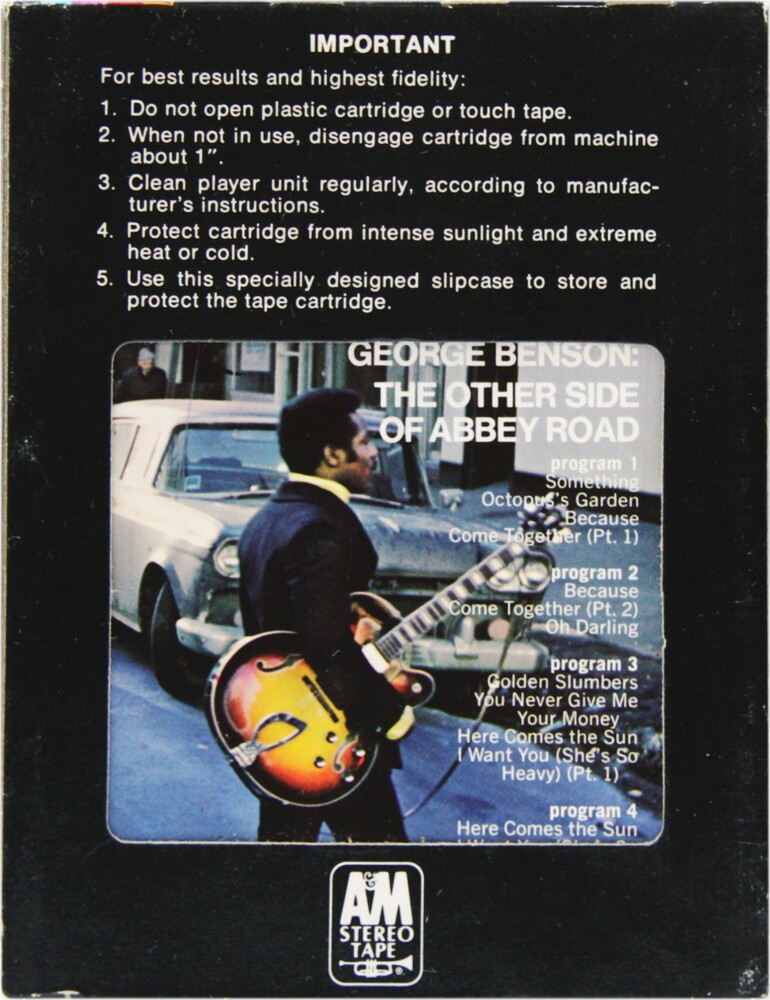 IMPORTANT
For best results and highest fidelity:
1. Do not open plastic cartridge or touch tape.
2. When not in use, disengage cartridge from machine
about 1”.
3. Clean player unit regularly, according to manufac-
turer's instructions.
4. Protect cartridge from intense sunlight and extreme
heat or cold.
5. Use this specially designed slipcase to store and
protect the tape cartridge.
GEORGE BENSON:
THE OTHER SIDE
OF ABBEY ROAD
program 1
Something
Octopus's Garden
Because
Come Together (Pt. 1)
program 2
Because
Come Together (Pt. 2)
Oh Darling
program 3
Golden Slumbers
You Never Give Me
Your Money
Here Comes the Sun
I Want You (She's So
Heavy) (Pt. 1)
program 4
Here Comes the Sun
A&M
STEREO
TAPE
®